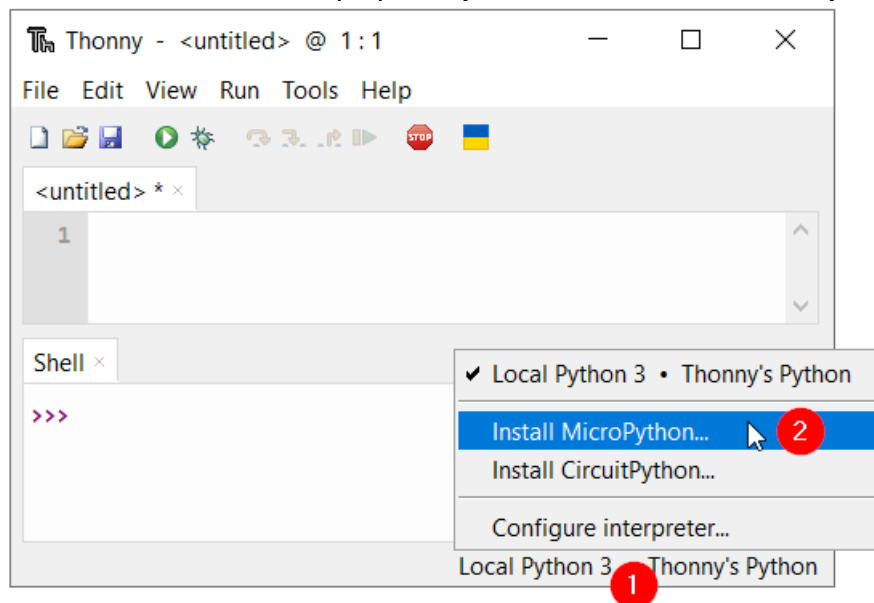 Thonny - <untitled> @ 1 : 1
File Edit View Run Tools Help
STOP
<untitled> * ×
1
Shell ×
>>>
✔ Local Python 3 • Thonny's Python
Install MicroPython... 2
Install CircuitPython...
Configure interpreter...
Local Python 3 Thonny's Python
1